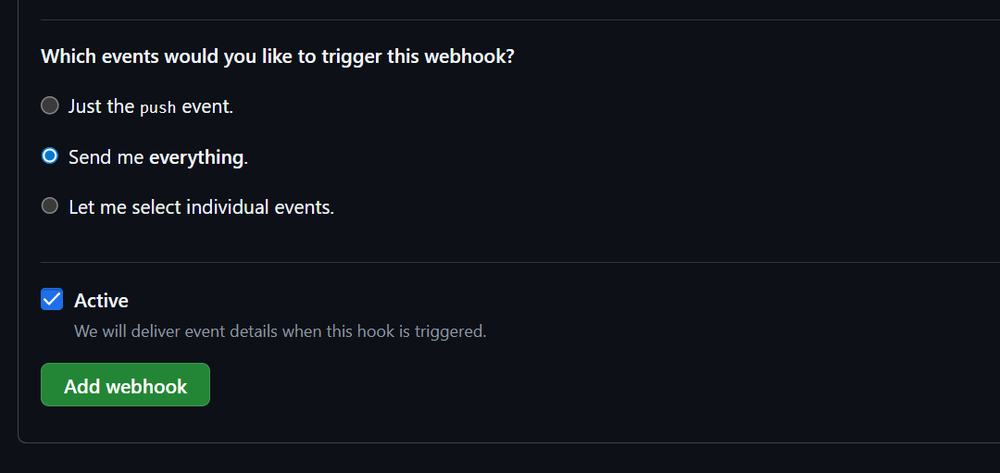 Which events would you like to trigger this webhook?
Just the push event.
Send me everything.
Let me select individual events.
Active
We will deliver event details when this hook is triggered.
Add webhook